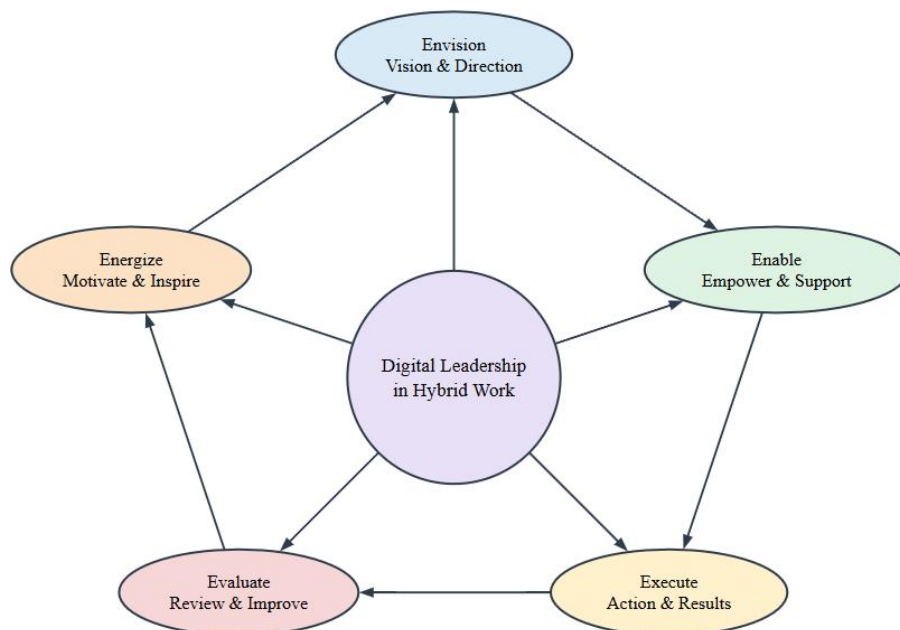 Envision
Vision & Direction
Energize
Motivate & Inspire
Enable
Empower & Support
Digital Leadership
in Hybrid Work
Evaluate
Review & Improve
Execute
Action & Results